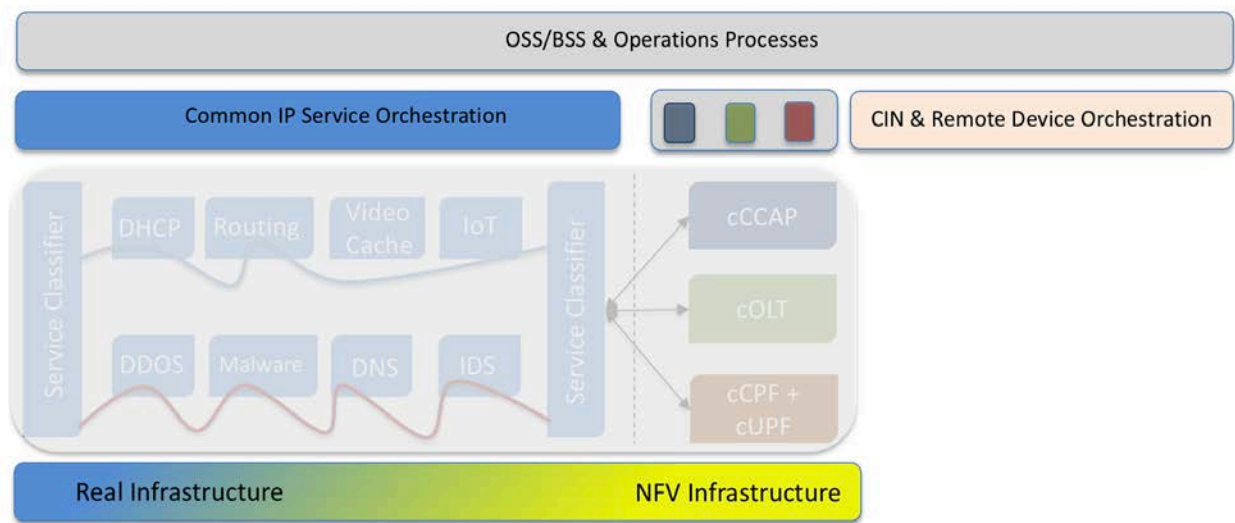 OSS/BSS & Operations Processes
Common IP Service Orchestration
CIN & Remote Device Orchestration
Service Classifier
DHCP
Routing
Video
Cache
IoT
Service Classifier
cCCAP
cOLT
DDOS
Malware
DNS
IDS
cCPF +
cUPF
Real Infrastructure
NFV Infrastructure